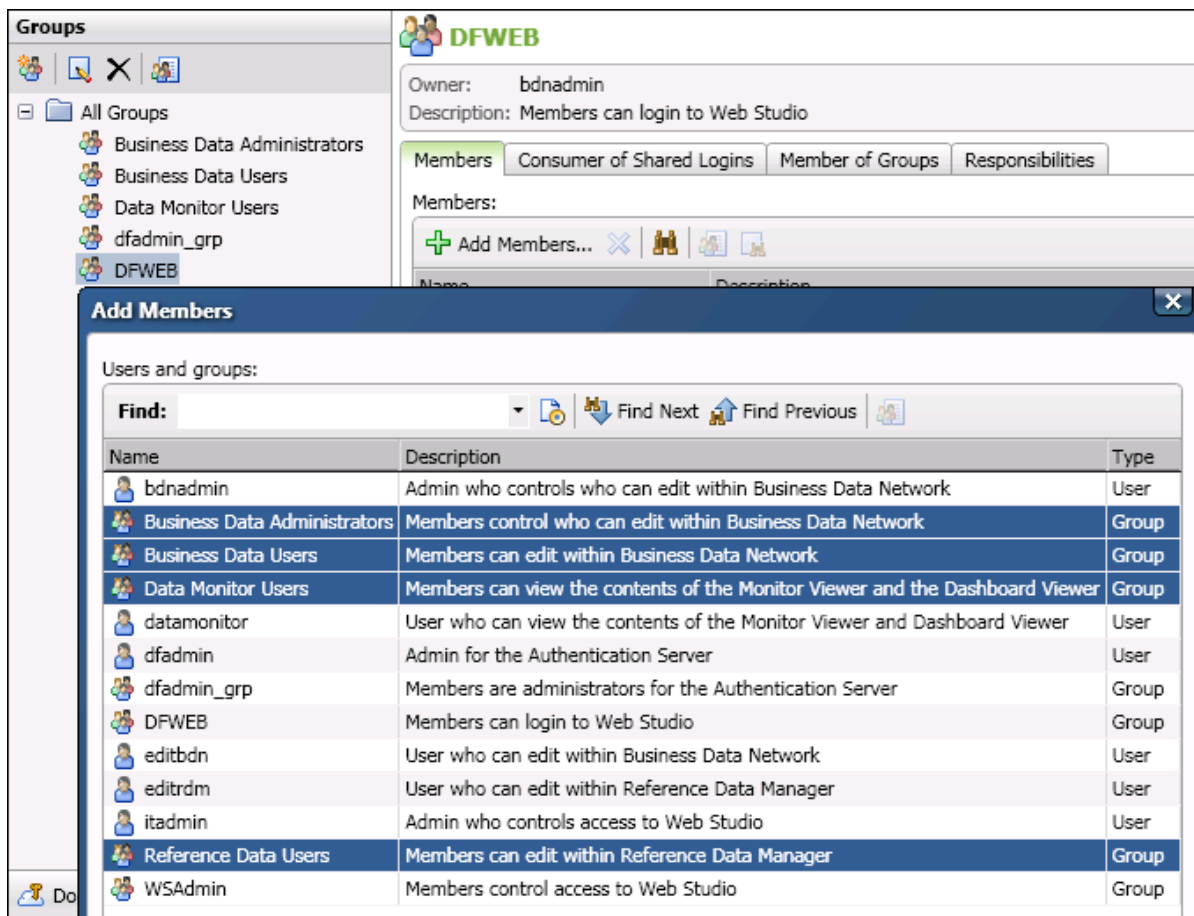 Groups
All Groups
Business Data Administrators
Business Data Users
Data Monitor Users
dfadmin_grp
DFWEB
DFWEB
Owner: bdnadmin
Description: Members can login to Web Studio
Members Consumer of Shared Logins Member of Groups Responsibilities
Members:
Add Members...
Name Description
Add Members
Users and groups:
Find: Find Next Find Previous
Name Description Type
bdnadmin Admin who controls who can edit within Business Data Network User
Business Data Administrators Members control who can edit within Business Data Network Group
Business Data Users Members can edit within Business Data Network Group
Data Monitor Users Members can view the contents of the Monitor Viewer and the Dashboard Viewer Group
datamonitor User who can view the contents of the Monitor Viewer and Dashboard Viewer User
dfadmin Admin for the Authentication Server User
dfadmin_grp Members are administrators for the Authentication Server Group
DFWEB Members can login to Web Studio Group
editbdn User who can edit within Business Data Network User
editrdm User who can edit within Reference Data Manager User
itadmin Admin who controls access to Web Studio User
Reference Data Users Members can edit within Reference Data Manager Group
WSAdmin Members control access to Web Studio Group
Do